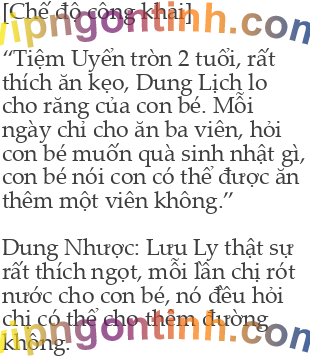 [Chế độ công khai]
vipngontinh.com
“Tiệm Uyển tròn 2 tuổi, rất
thích ăn kẹo, Dung Lịch lo
cho răng của con bé. Mỗi
ngày chỉ cho ăn ba viên, hỏi
con bé muốn quà sinh nhật gì,
con bé nói con có thể được ăn
thêm một viên không.”
Dung Nhược: Lưu Ly thật sự
rất thích ngọt, mỗi lần chị rót
nước cho con bé, nó đều hỏi
chị có thể cho thêm đường
không.
vipngontinh.com